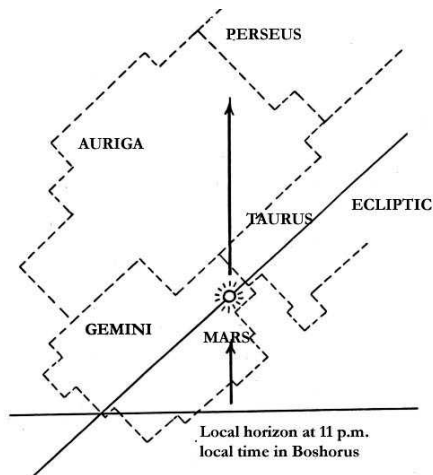 PERSEUS
AURIGA
TAURUS
ECLIPTIC
GEMINI
MARS
Local horizon at 11 p.m.
local time in Boshorus